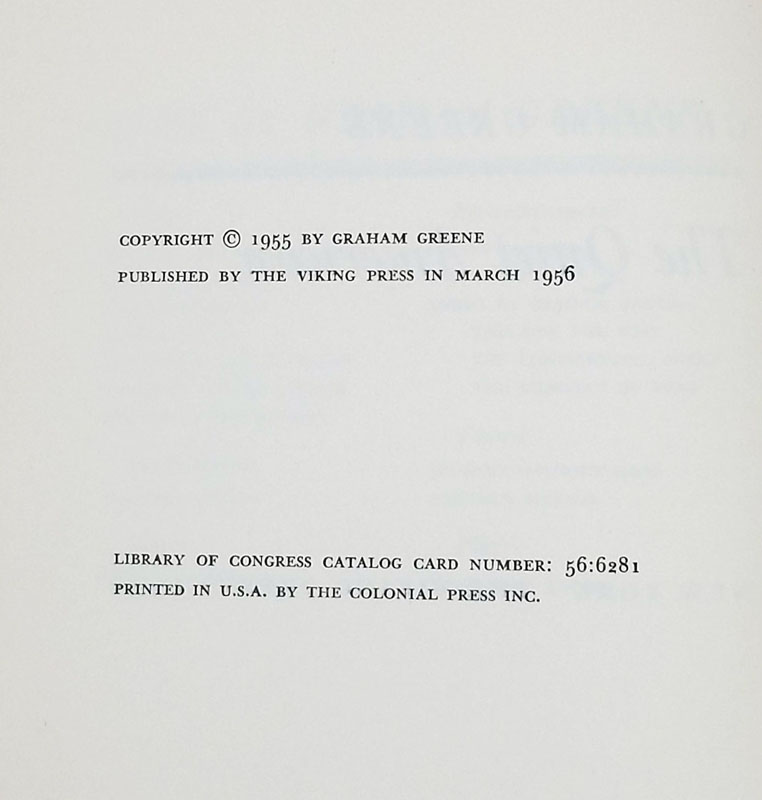 COPYRIGHT © 1955 BY GRAHAM GREENE
PUBLISHED BY THE VIKING PRESS IN MARCH 1956
LIBRARY OF CONGRESS CATALOG CARD NUMBER: 56:6281
PRINTED IN U.S.A. BY THE COLONIAL PRESS INC.